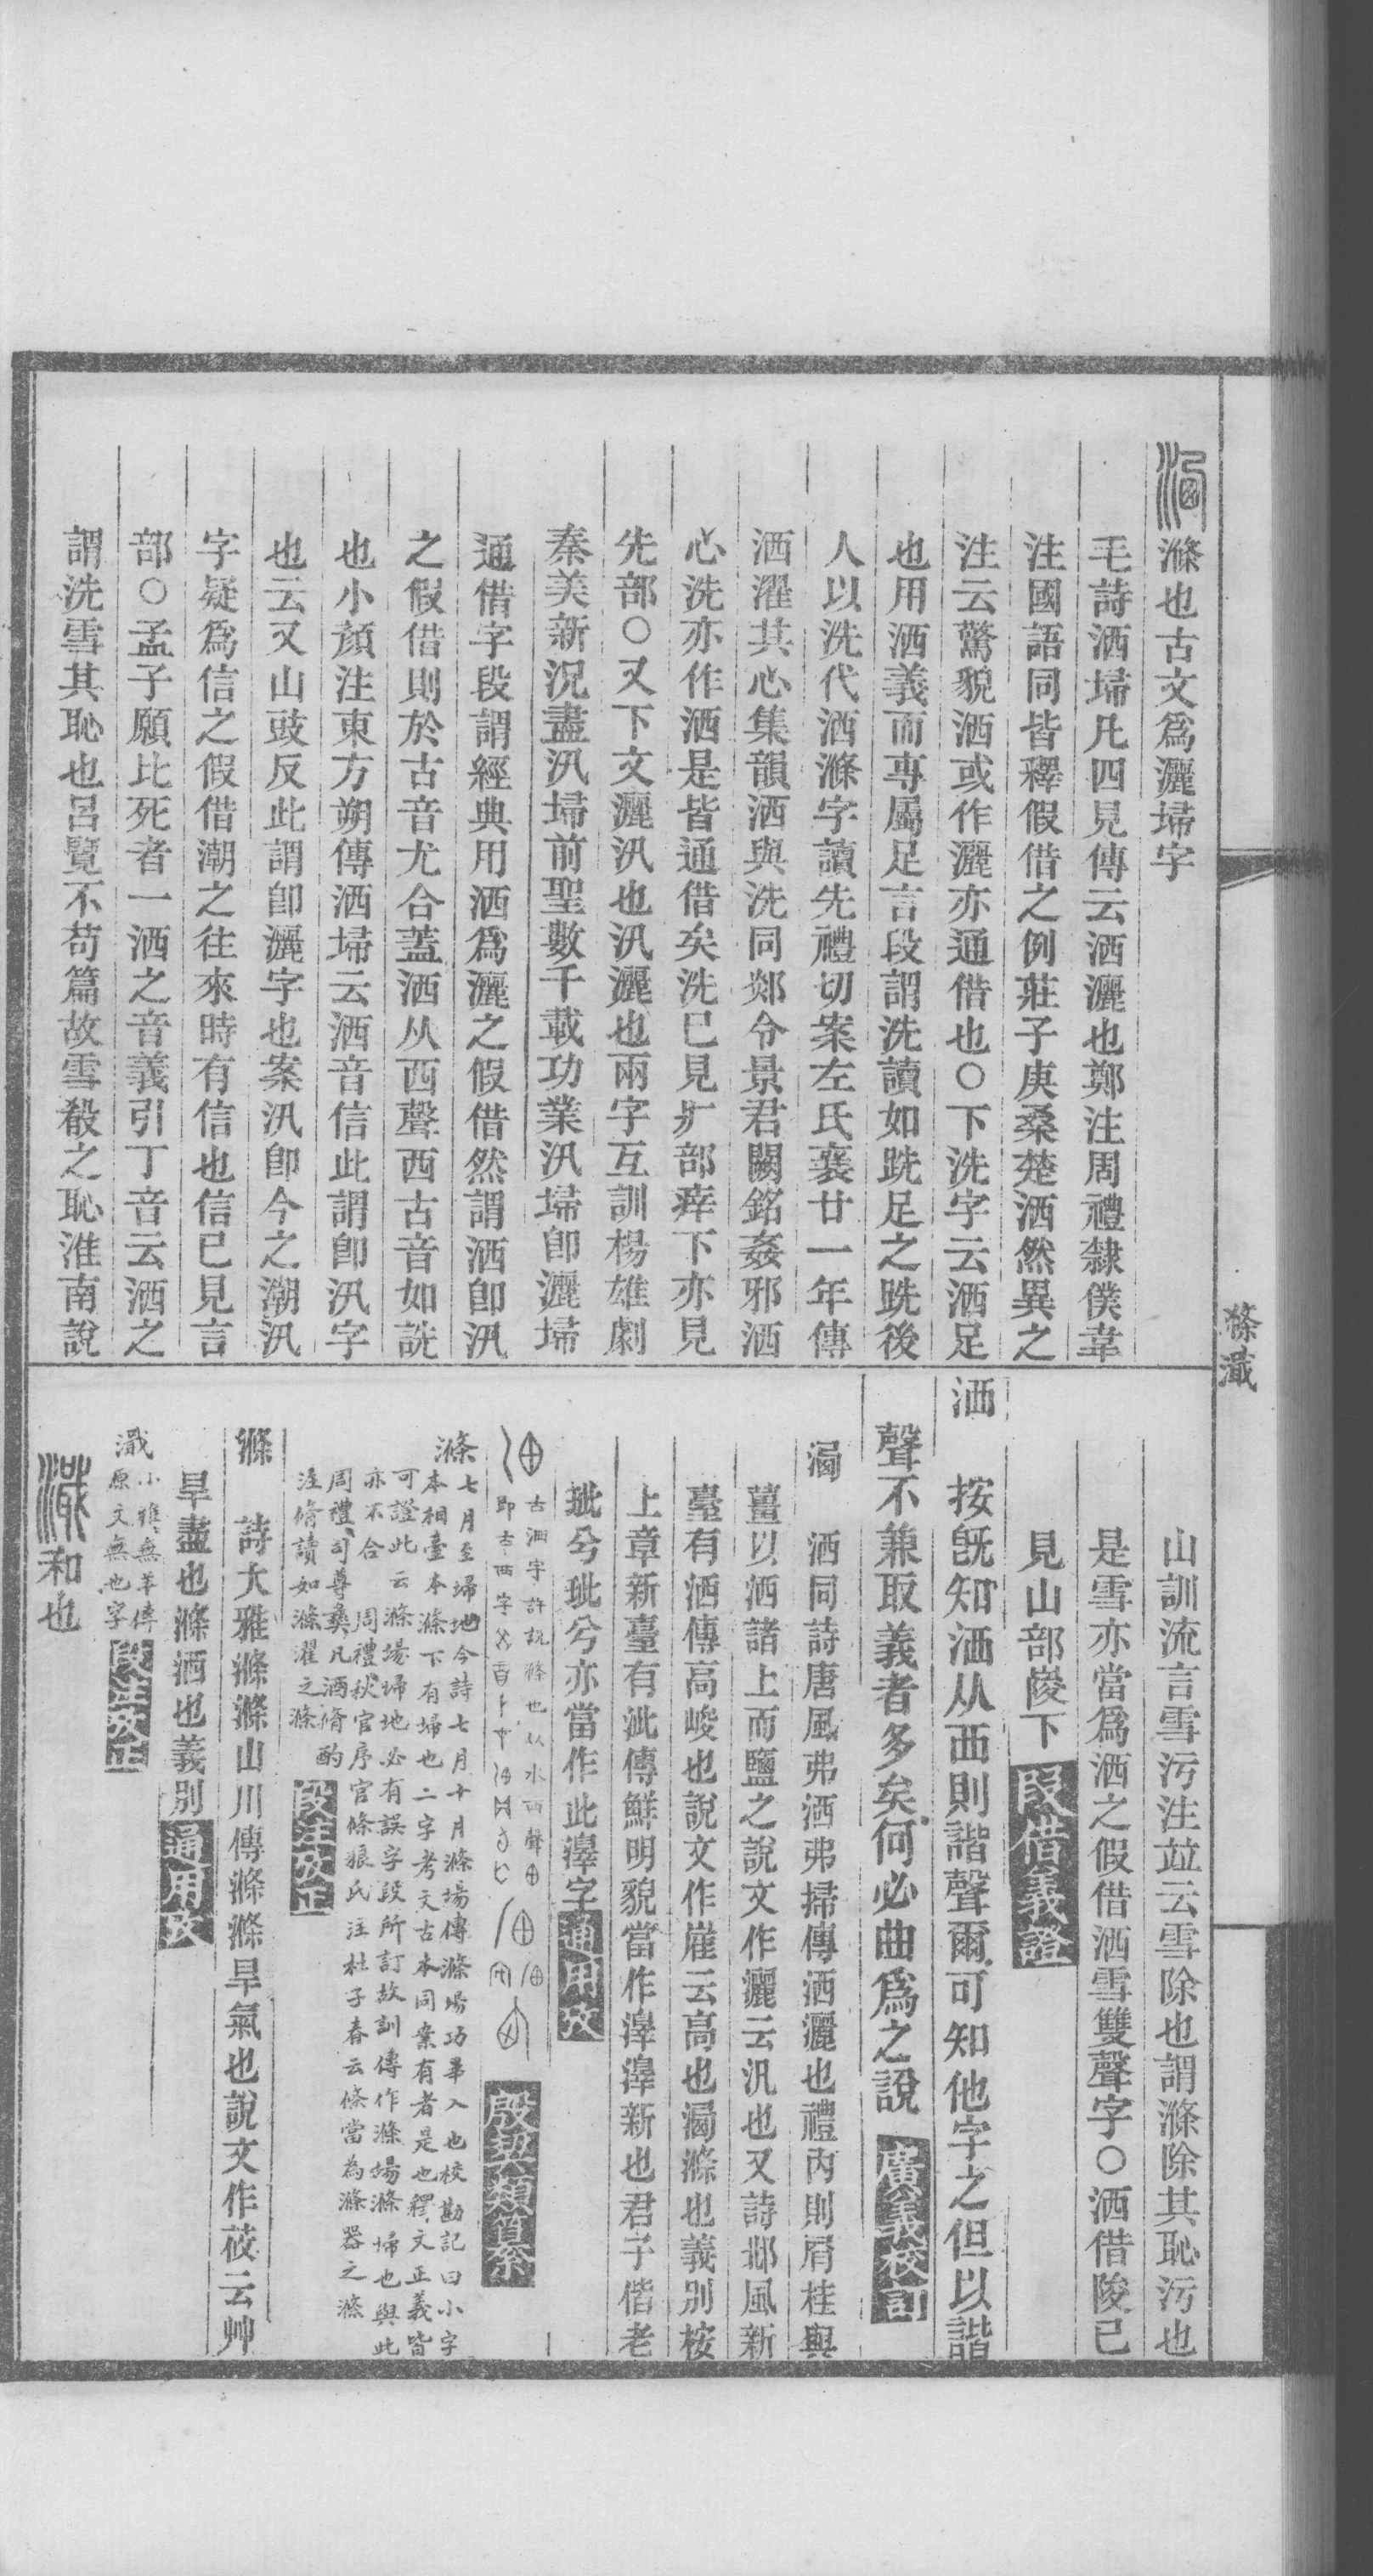 滌也古文爲灑埽字
毛詩洒埽凡四見傳云洒灑也鄭注周禮隸僕韋
注國語同皆釋假借之例莊子庚桑楚洒然異之
注云驚貌洒或作灑亦通借也○下洗字云洒足
也用洒義而專屬足言段謂洗讀如跣足之跣後
人以洗代洒滌字讀先禮切案左氏襄廿一年傳
洒濯其心集韻洒與洗同郯令景君闕銘姦邪洒
心洗亦作洒是皆通借矣洗已見疒部痒下亦見
先部○又下文灑汛也汛灑也兩字互訓楊雄劇
秦美新況盡汛埽前聖數千載功業汛埽卽灑埽
通借字段謂經典用洒爲灑之假借然謂洒卽汛
之假借則於古音尤合蓋洒从西聲西古音如詵
也小顏注東方朔傳洒埽云洒音信此謂卽汛字
也云又山豉反此謂卽灑字也案汛卽今之潮汛
字疑爲信之假借潮之往來時有信也信已見言
部○孟子願比死者一洒之音義引丁音云洒之
謂洗雪其恥也呂覽不苟篇故雪殽之恥淮南說
山訓流言雪污注竝云雪除也謂滌除其恥污也
是雪亦當爲洒之假借洒雪雙聲字○洒借陵已
見山部陵下 段借義證
洒 按旣知洒从西則諧聲爾可知他字之但以諧
聲不兼取義者多矣何必曲爲之說 廣義校訂
洒同詩唐風弗洒弗掃傳洒灑也禮內則屑桂與
薑以洒諸上而鹽之說文作灑云汛也又詩邶風新
臺有洒傳高峻也說文作崔云高也 滌也義別桉
上章新臺有泚傳鮮明貌當作新也君子偕老
玼兮玼兮亦當作此字 通用攷
古洒字許說滌也从水西聲
卽古西字
殷契類纂
滌 七月至埽地今詩七月十月滌場傳滌場功畢入也校勘記曰小字
本相臺本滌下有埽也二字考文古本同案有者是也釋文正義皆
可證此云滌場埽地必有誤字段所訂故訓傳作滌場滌埽也與此
亦不合 周禮秋官序官條狼氏注杜子春云條當為滌器之滌
周禮司尊彝凡酒脩酌
注脩讀如滌濯之滌 段注攷正
滌 詩大雅滌滌山川傳滌滌旱氣也說文作莜云艸
旱盡也滌洒也義別 通用攷
濈 小雅無羊傳
原文無也字 段注攷正
濈 和也
滌濈